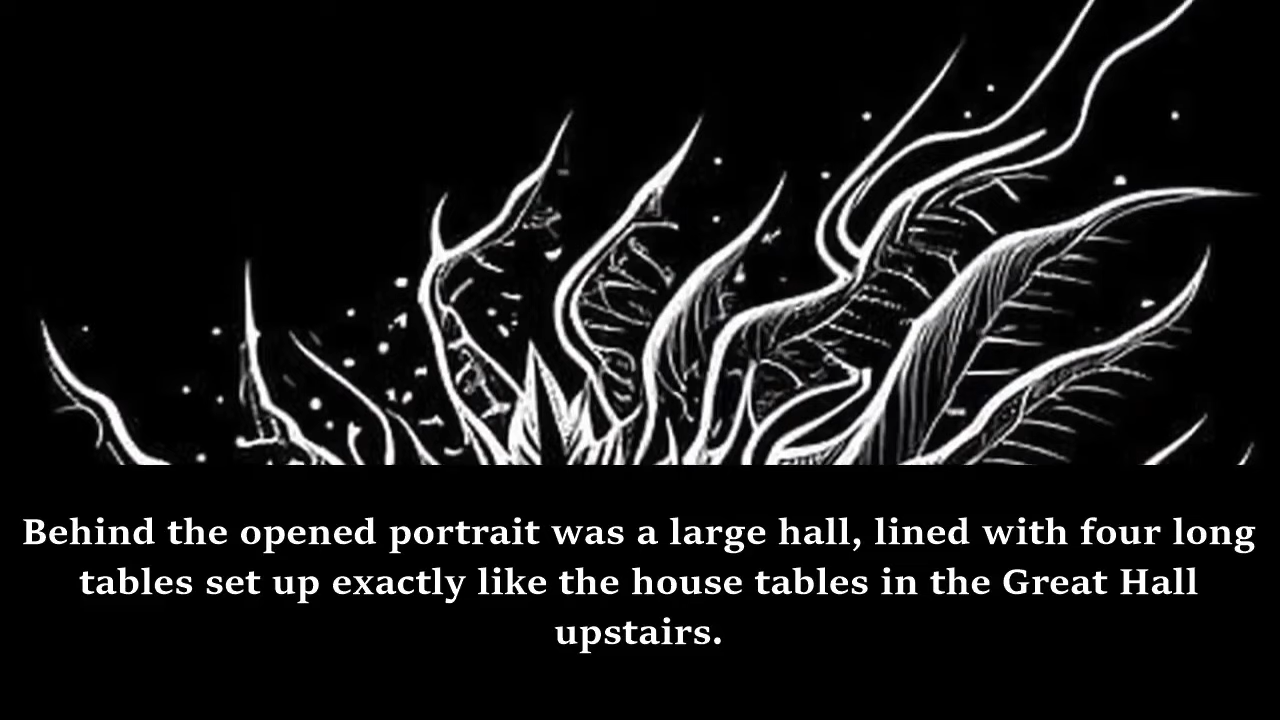 Behind the opened portrait was a large hall, lined with four long
tables set up exactly like the house tables in the Great Hall
upstairs.